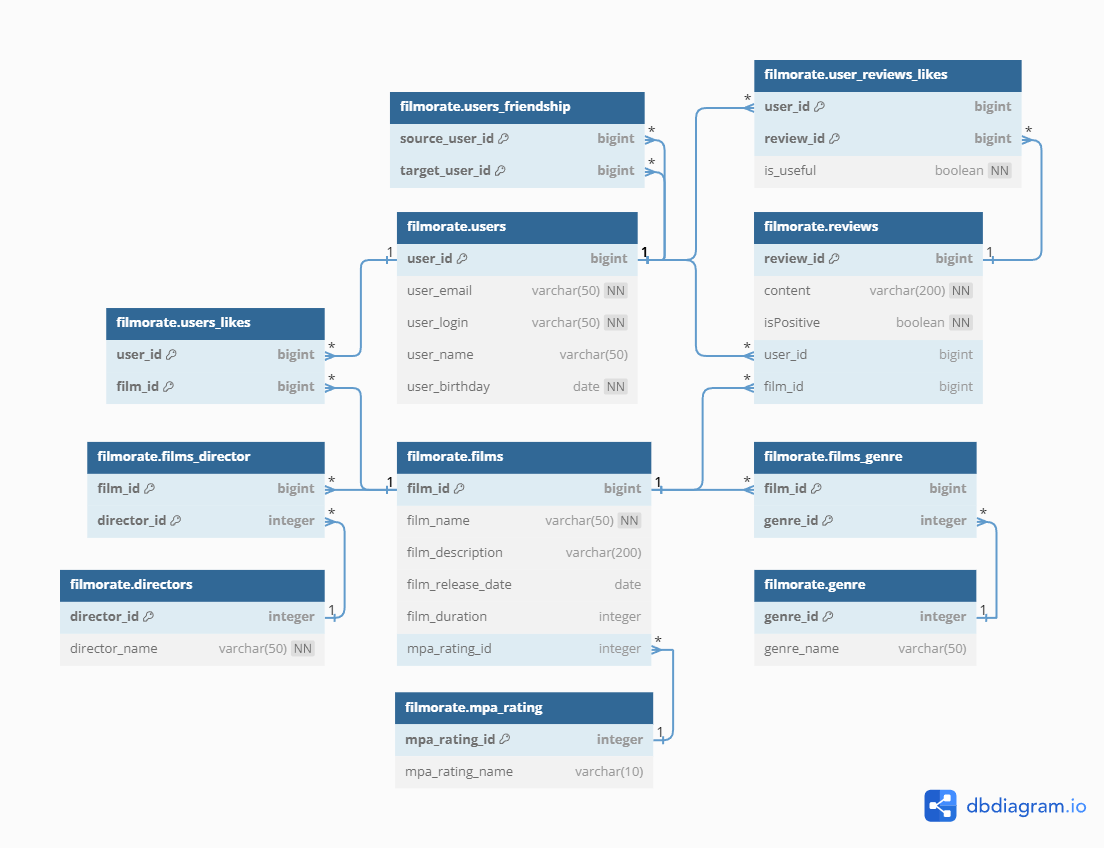 filmorate.user_reviews_likes
user_id bigint
review_id bigint
is_useful boolean NN
filmorate.users_friendship
source_user_id bigint
target_user_id bigint
filmorate.users
user_id bigint
user_email varchar(50) NN
user_login varchar(50) NN
user_name varchar(50)
user_birthday date NN
filmorate.reviews
review_id bigint
content varchar(200) NN
isPositive boolean NN
user_id bigint
film_id bigint
filmorate.users_likes
user_id bigint
film_id bigint
filmorate.films_director
film_id bigint
director_id integer
filmorate.films
film_id bigint
film_name varchar(50) NN
film_description varchar(200)
film_release_date date
film_duration integer
mpa_rating_id integer
filmorate.films_genre
film_id bigint
genre_id integer
filmorate.directors
director_id integer
director_name varchar(50) NN
filmorate.genre
genre_id integer
genre_name varchar(50)
filmorate.mpa_rating
mpa_rating_id integer
mpa_rating_name varchar(10)
*
*
*
*
1
1
1
*
*
*
*
*
1
1
*
*
*
1
1
*
1
dbdiagram.io